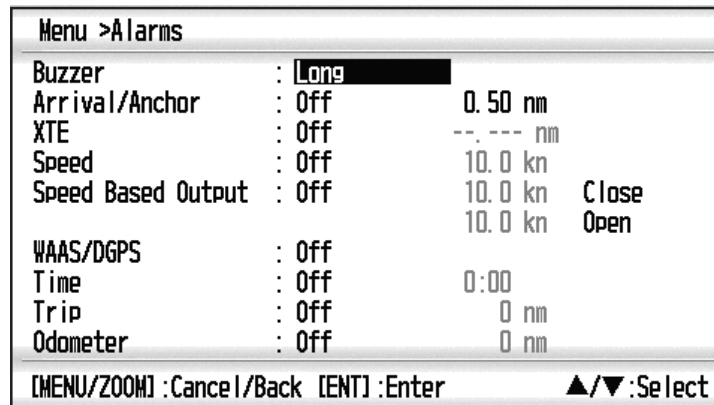 Menu >Alarms
Buzzer : Long
Arrival/Anchor : Off 0.50 nm
XTE : Off --.--- nm
Speed : Off 10.0 kn
Speed Based Output : Off 10.0 kn Close
10.0 kn Open
WAAS/DGPS : Off
Time : Off 0:00
Trip : Off 0 nm
Odometer : Off 0 nm
[MENU/ZOOM]:Cancel/Back [ENT]:Enter ▲/▼:Select